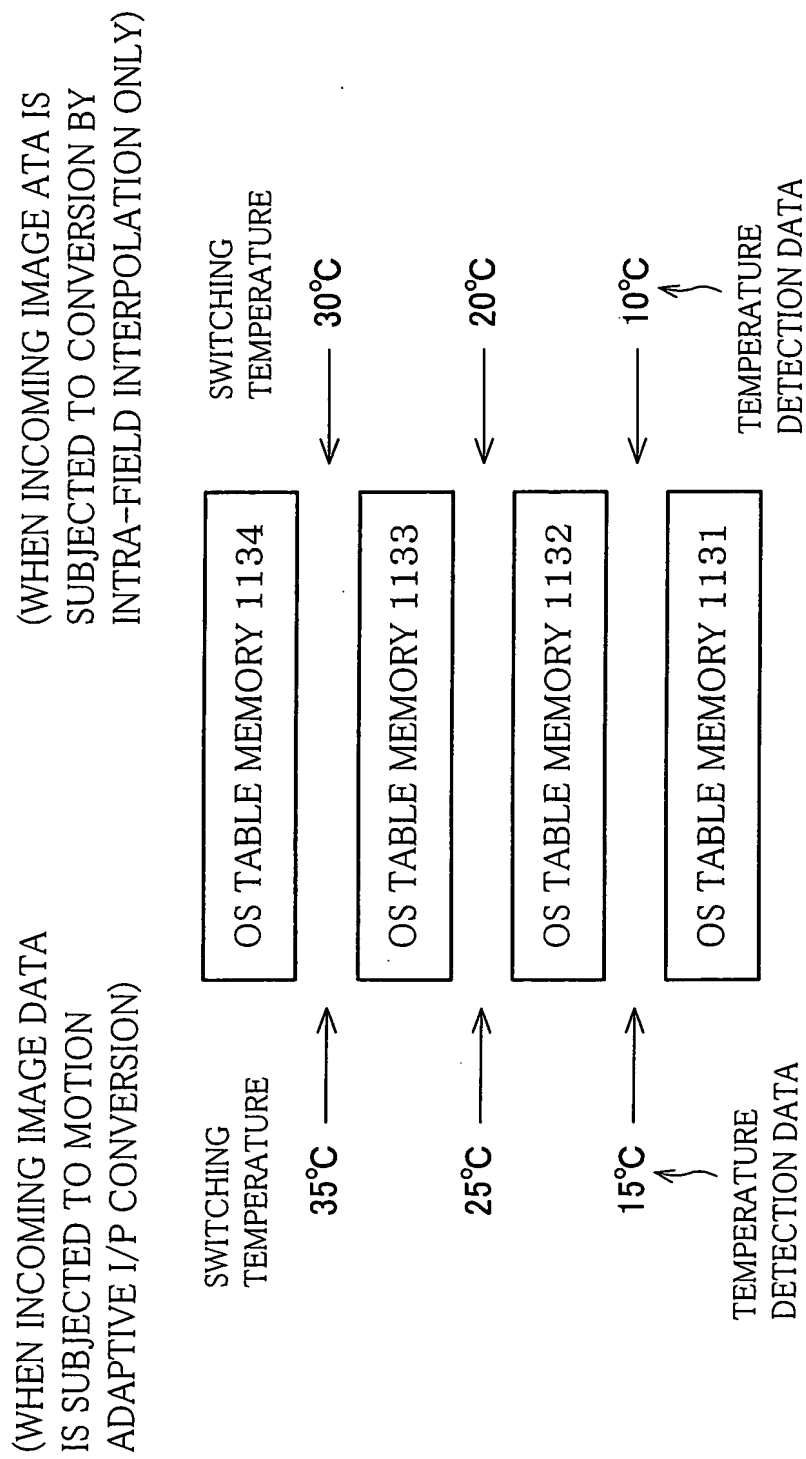 (WHEN INCOMING IMAGE DATA
IS SUBJECTED TO MOTION
ADAPTIVE I/P CONVERSION)
(WHEN INCOMING IMAGE ATA IS
SUBJECTED TO CONVERSION BY
INTRA-FIELD INTERPOLATION ONLY)
SWITCHING
TEMPERATURE
SWITCHING
TEMPERATURE
OS TABLE MEMORY 1134
35°C
30°C
OS TABLE MEMORY 1133
25°C
20°C
OS TABLE MEMORY 1132
15°C
10°C
OS TABLE MEMORY 1131
TEMPERATURE
DETECTION DATA
TEMPERATURE
DETECTION DATA